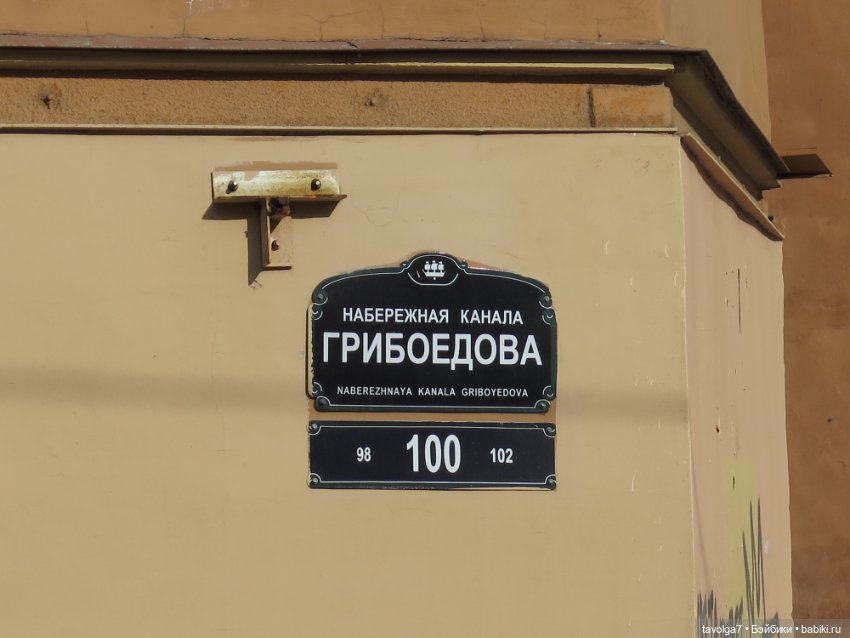 НАБЕРЕЖНАЯ КАНАЛА
ГРИБОЕДОВА
NABEREZHNAYA KANALA GRIBOYEDOVA
98 100 102
tavolga7 • Бэйбики • babiki.ru